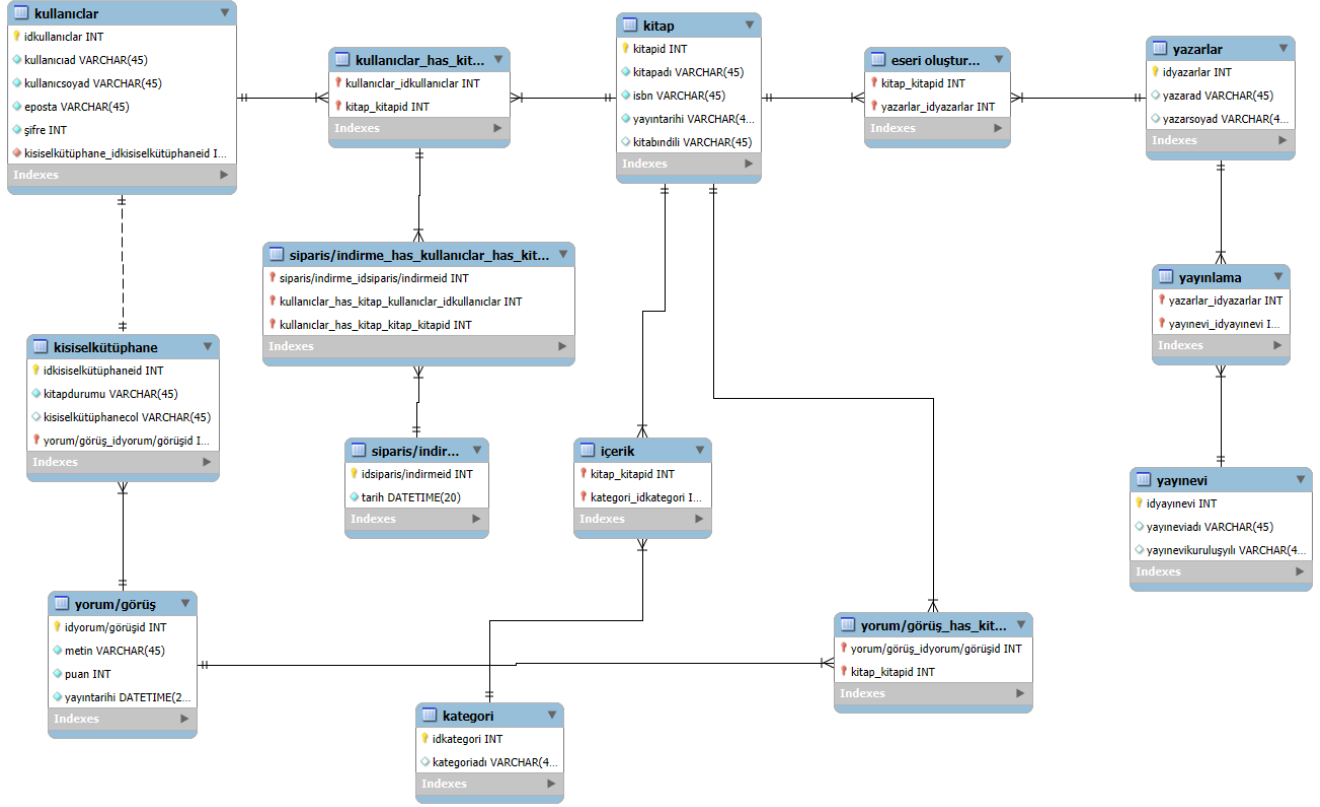 kullanıclar
idkullanıclar INT
kullanıcıad VARCHAR(45)
kullanıcsoyad VARCHAR(45)
eposta VARCHAR(45)
şifre INT
kisiselkütüphane_idkisiselkütüphaneid I...
Indexes
kullanıclar_has_kit...
kullanıclar_idkullanıclar INT
kitap_kitapid INT
Indexes
kitap
kitapid INT
kitapadı VARCHAR(45)
isbn VARCHAR(45)
yayıntarihi VARCHAR(4...
kitabındili VARCHAR(45)
Indexes
eseri oluştur...
kitap_kitapid INT
yazarlar_idyazarlar INT
Indexes
yazarlar
idyazarlar INT
yazarad VARCHAR(45)
yazarsoyad VARCHAR(4...
Indexes
siparis/indirme_has_kullanıclar_has_kit...
siparis/indirme_idsiparis/indirmeid INT
kullanıclar_has_kitap_kullanıclar_idkullanıclar INT
kullanıclar_has_kitap_kitap_kitapid INT
Indexes
yayınlama
yazarlar_idyazarlar INT
yayınevi_idyayınevi I...
Indexes
kisiselkütüphane
idkisiselkütüphaneid INT
kitapdurumu VARCHAR(45)
kisiselkütüphanecol VARCHAR(45)
yorum/görüş_idyorum/görüşid I...
Indexes
siparis/indir...
idsiparis/indirmeid INT
tarih DATETIME(20)
Indexes
içerik
kitap_kitapid INT
kategori_idkategori I...
Indexes
yayınevi
idyayınevi INT
yayıneviadı VARCHAR(45)
yayınevikuruluşyılı VARCHAR(4...
Indexes
yorum/görüş
idyorum/görüşid INT
metin VARCHAR(45)
puan INT
yayıntarihi DATETIME(2...
Indexes
yorum/görüş_has_kit...
yorum/görüş_idyorum/görüşid INT
kitap_kitapid INT
Indexes
kategori
idkategori INT
kategoriadı VARCHAR(4...
Indexes